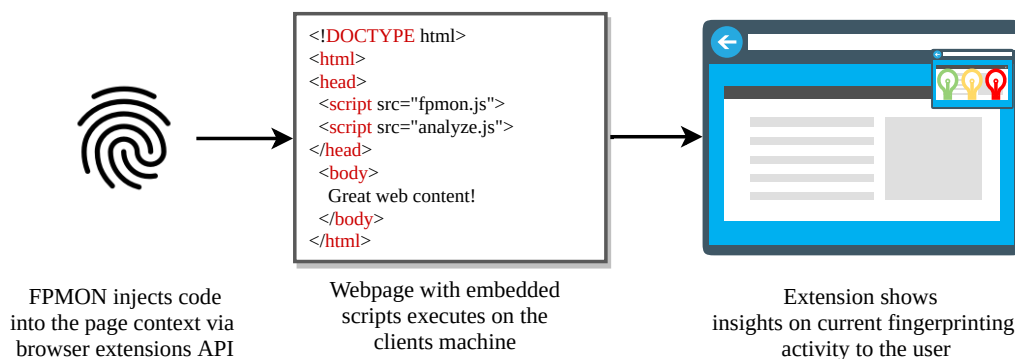 <!DOCTYPE html>
<html>
<head>
<script src="fpmon.js">
<script src="analyze.js">
</head>
<body>
Great web content!
</body>
</html>
FPMON injects code
into the page context via
browser extensions API
Webpage with embedded
scripts executes on the
clients machine
Extension shows
insights on current fingerprinting
activity to the user